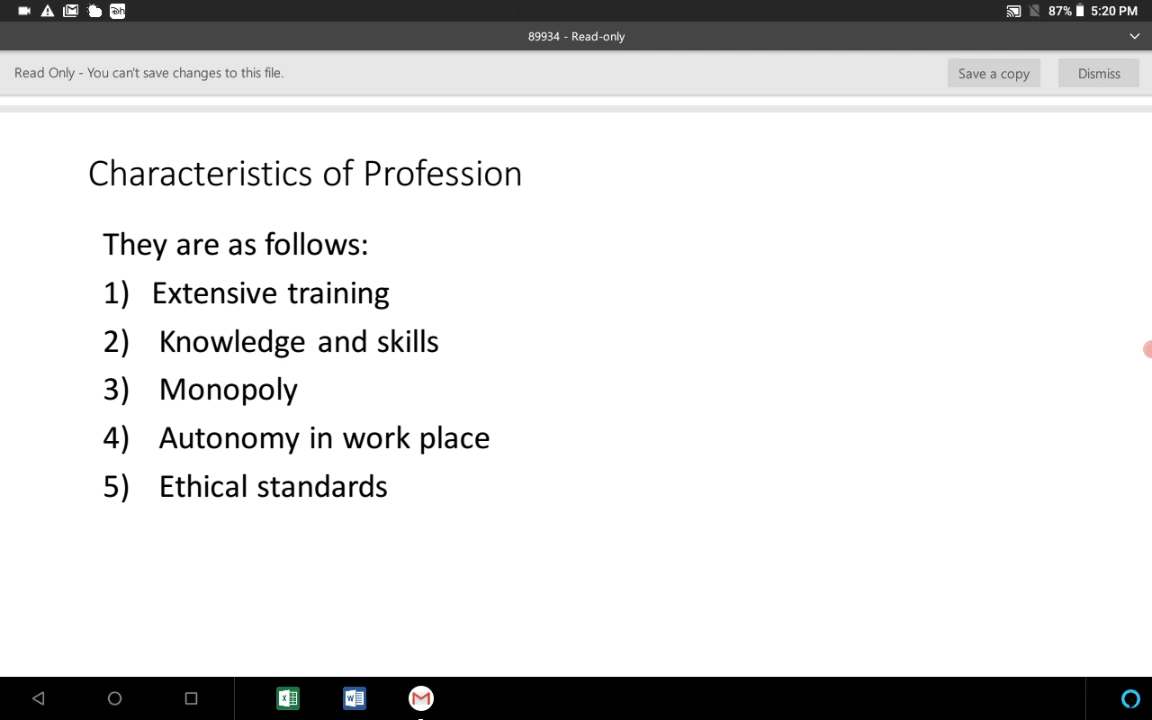 87% 5:20 PM
89934 - Read-only
Read Only - You can't save changes to this file.
Save a copy
Dismiss
Characteristics of Profession
They are as follows:
1) Extensive training
2) Knowledge and skills
3) Monopoly
4) Autonomy in work place
5) Ethical standards